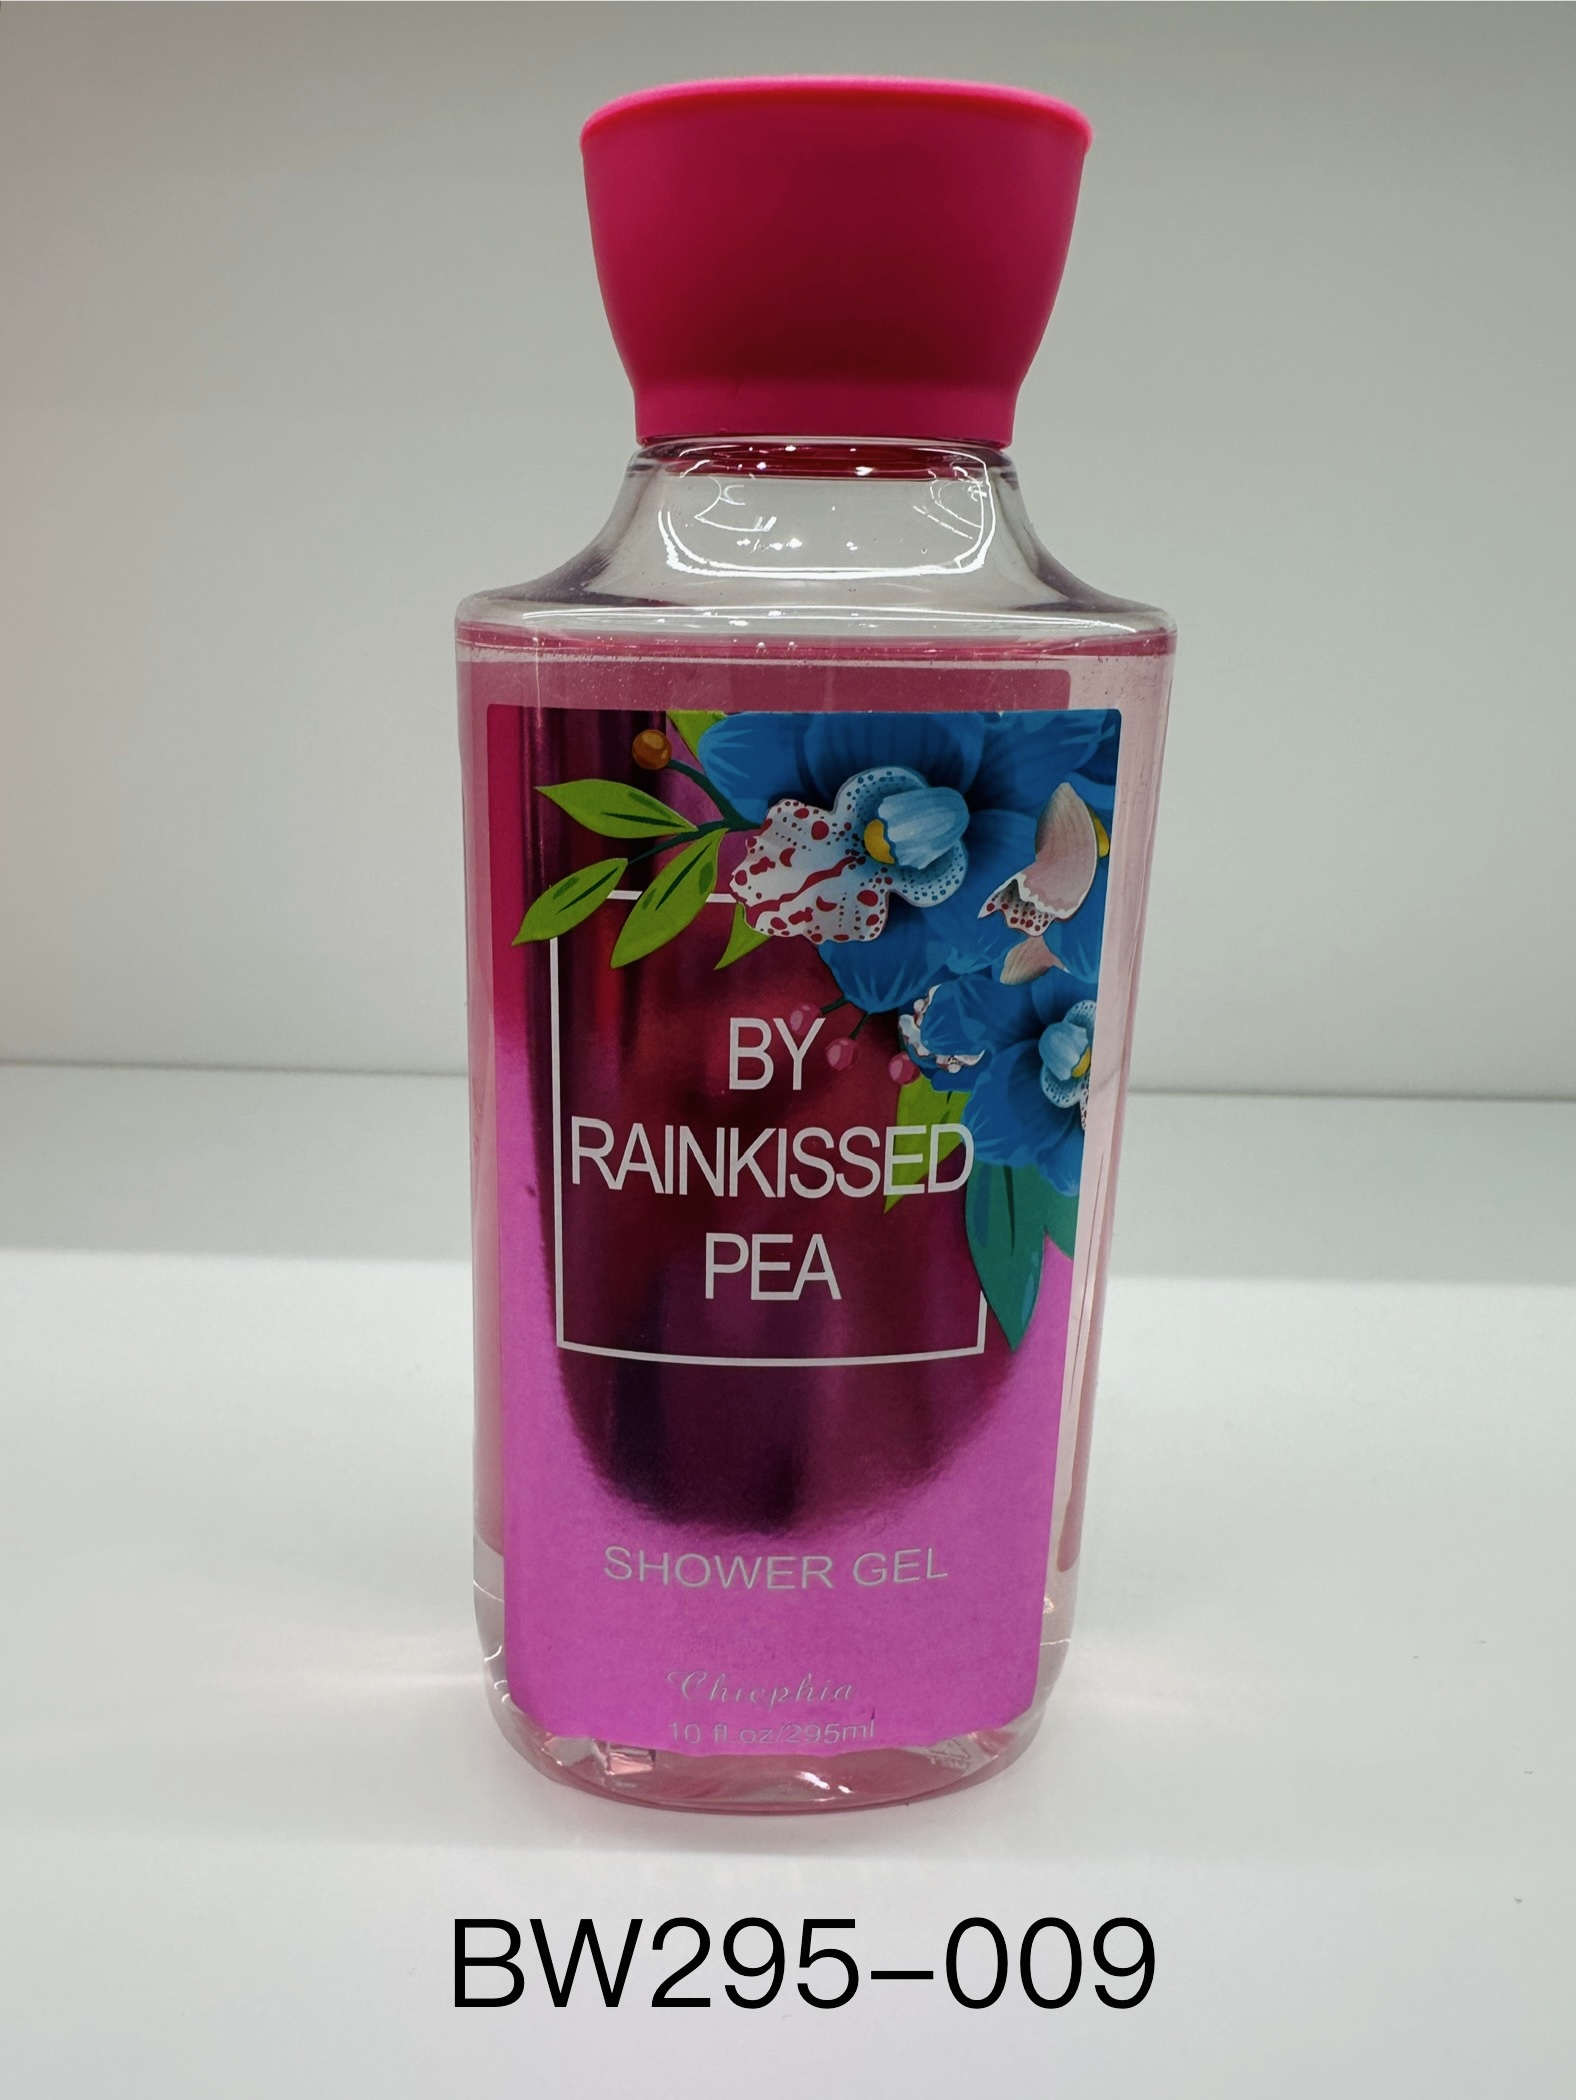 BY
RAINKISSED
PEA
SHOWER GEL
Chiephia
10 fl oz/295ml
BW295-009